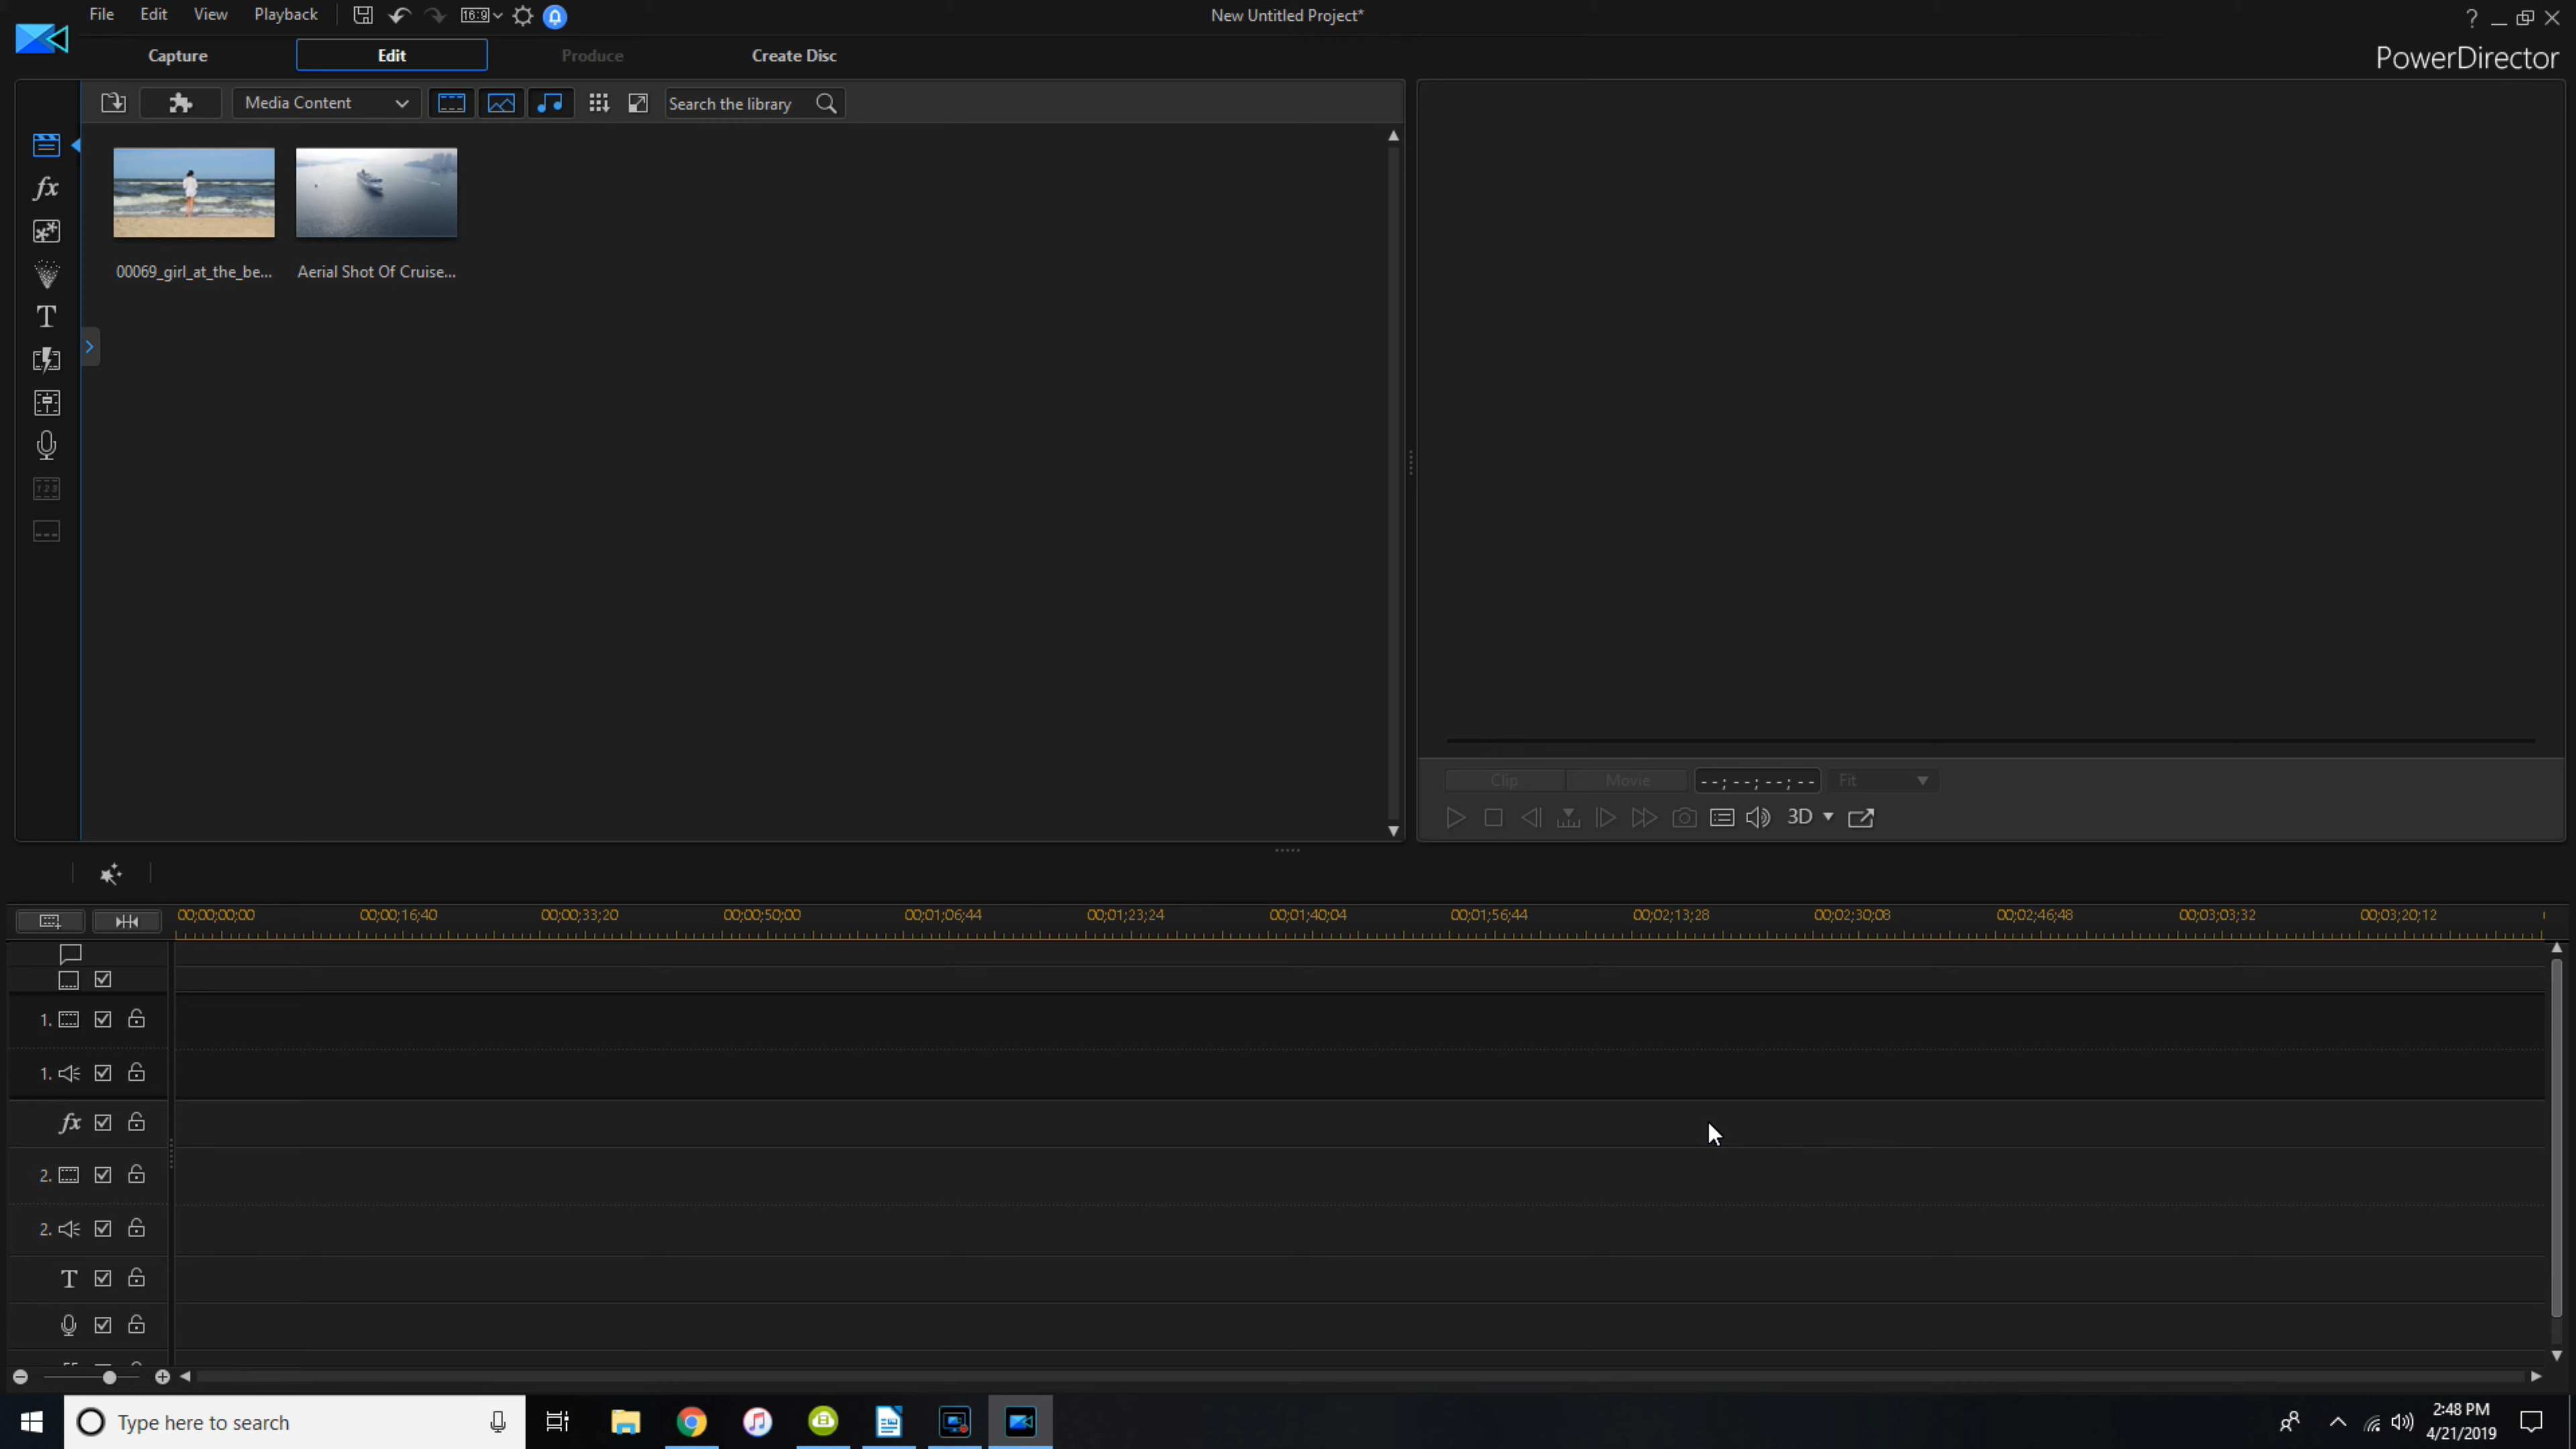 File Edit View Playback 16:9 New Untitled Project* ?
Capture Edit Produce Create Disc PowerDirector
Media Content Search the library
fx
00069_girl_at_the_be... Aerial Shot Of Cruise...
T
123
Clip Movie --;--;--;-- Fit
3D
00;00;00;00 00;00;16;40 00;00;33;20 00;00;50;00 00;01;06;44 00;01;23;24 00;01;40;04 00;01;56;44 00;02;13;28 00;02;30;08 00;02;46;48 00;03;03;32 00;03;20;12
1.
1.
fx
2.
2.
T
Type here to search
2:48 PM
4/21/2019